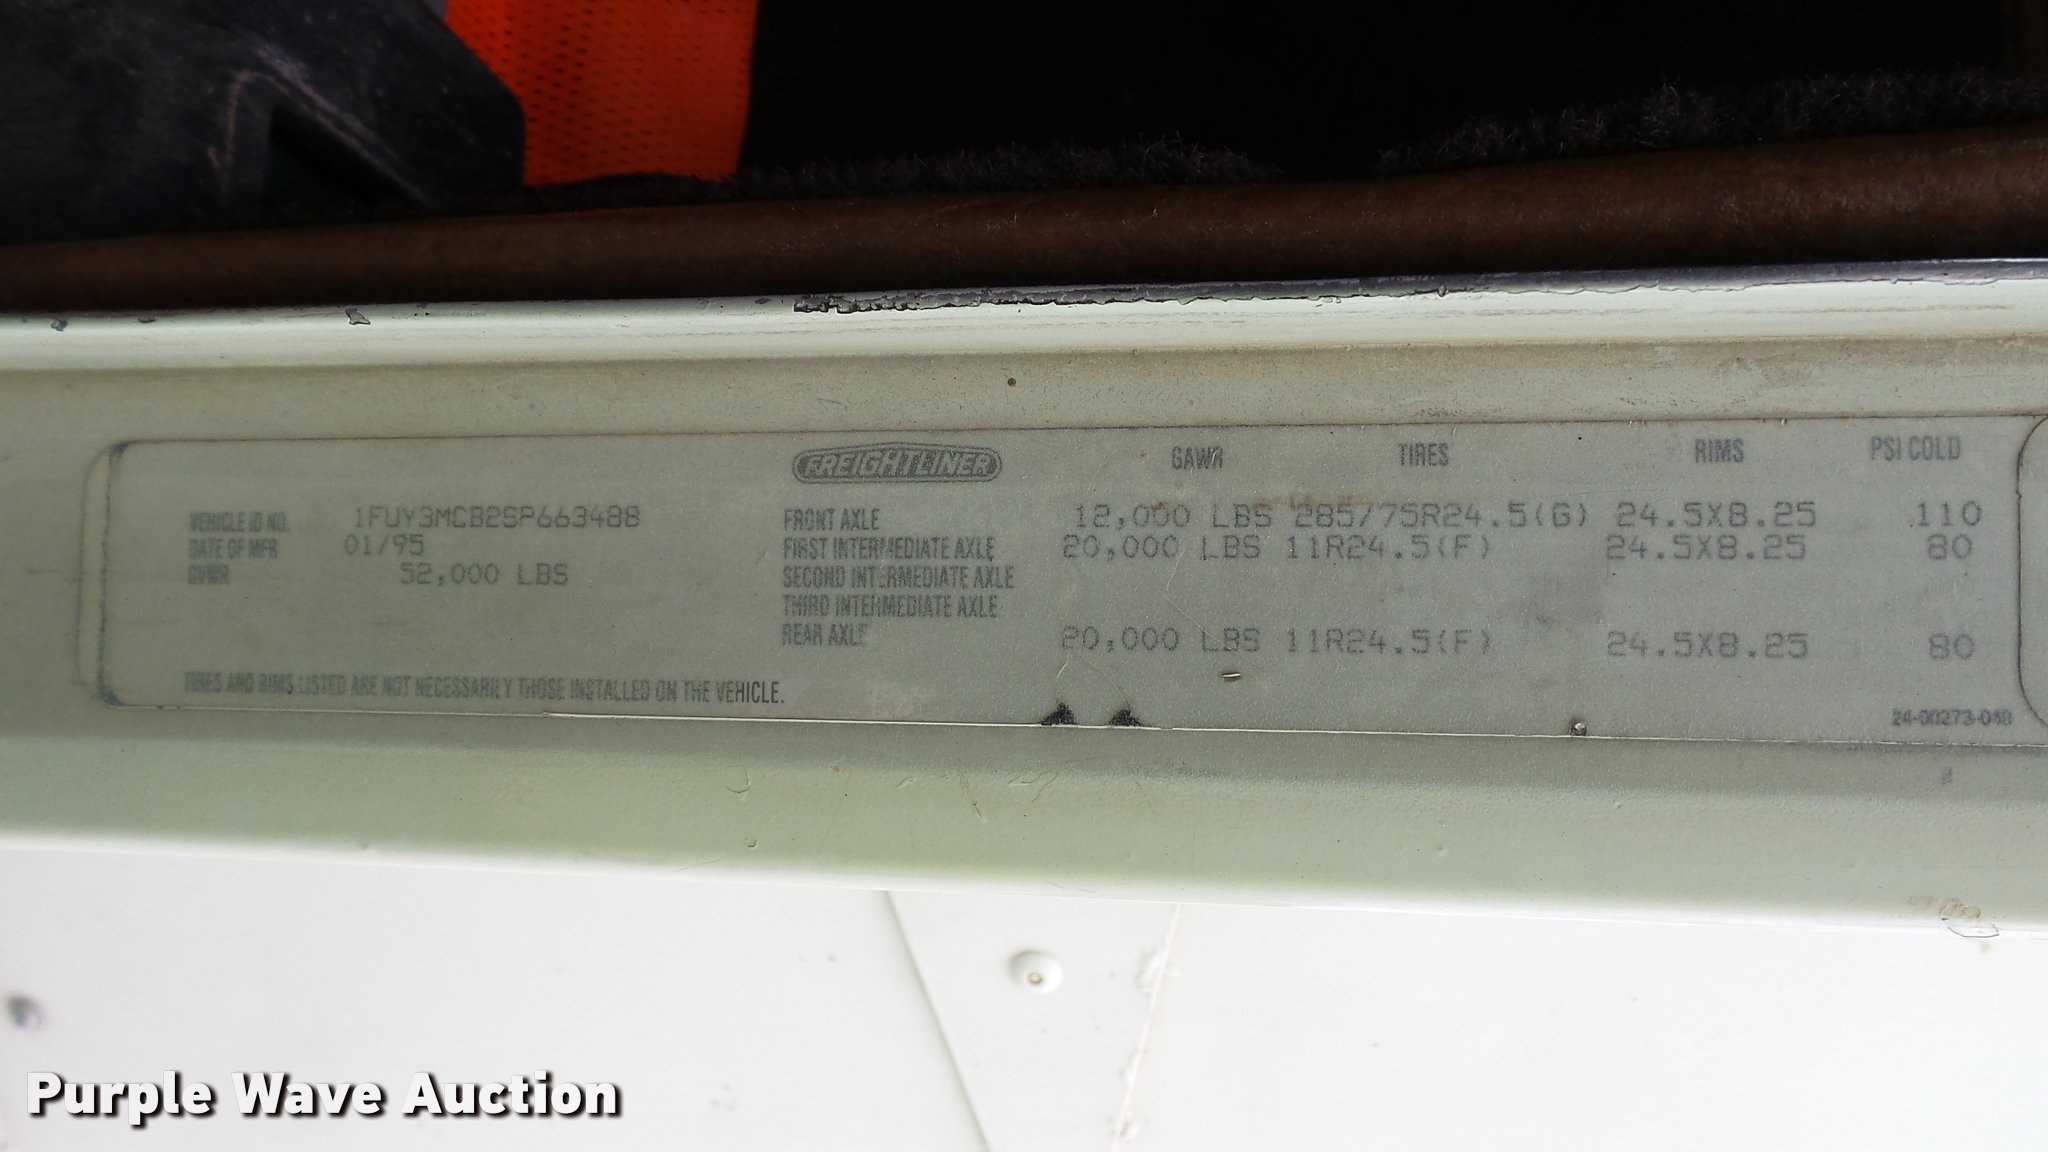 FREIGHTLINER GAWR TIRES RIMS PSI COLD
VEHICLE ID NO. 1FUY3MCB2SP663488 FRONT AXLE 12,000 LBS 285/75R24.5(G) 24.5X8.25 110
DATE OF MFR 01/95 FIRST INTERMEDIATE AXLE 20,000 LBS 11R24.5(F) 24.5X8.25 80
GVWR 52,000 LBS SECOND INTERMEDIATE AXLE
THIRD INTERMEDIATE AXLE
REAR AXLE 20,000 LBS 11R24.5(F) 24.5X8.25 80
TIRES AND RIMS LISTED ARE NOT NECESSARILY THOSE INSTALLED ON THE VEHICLE.
Purple Wave Auction